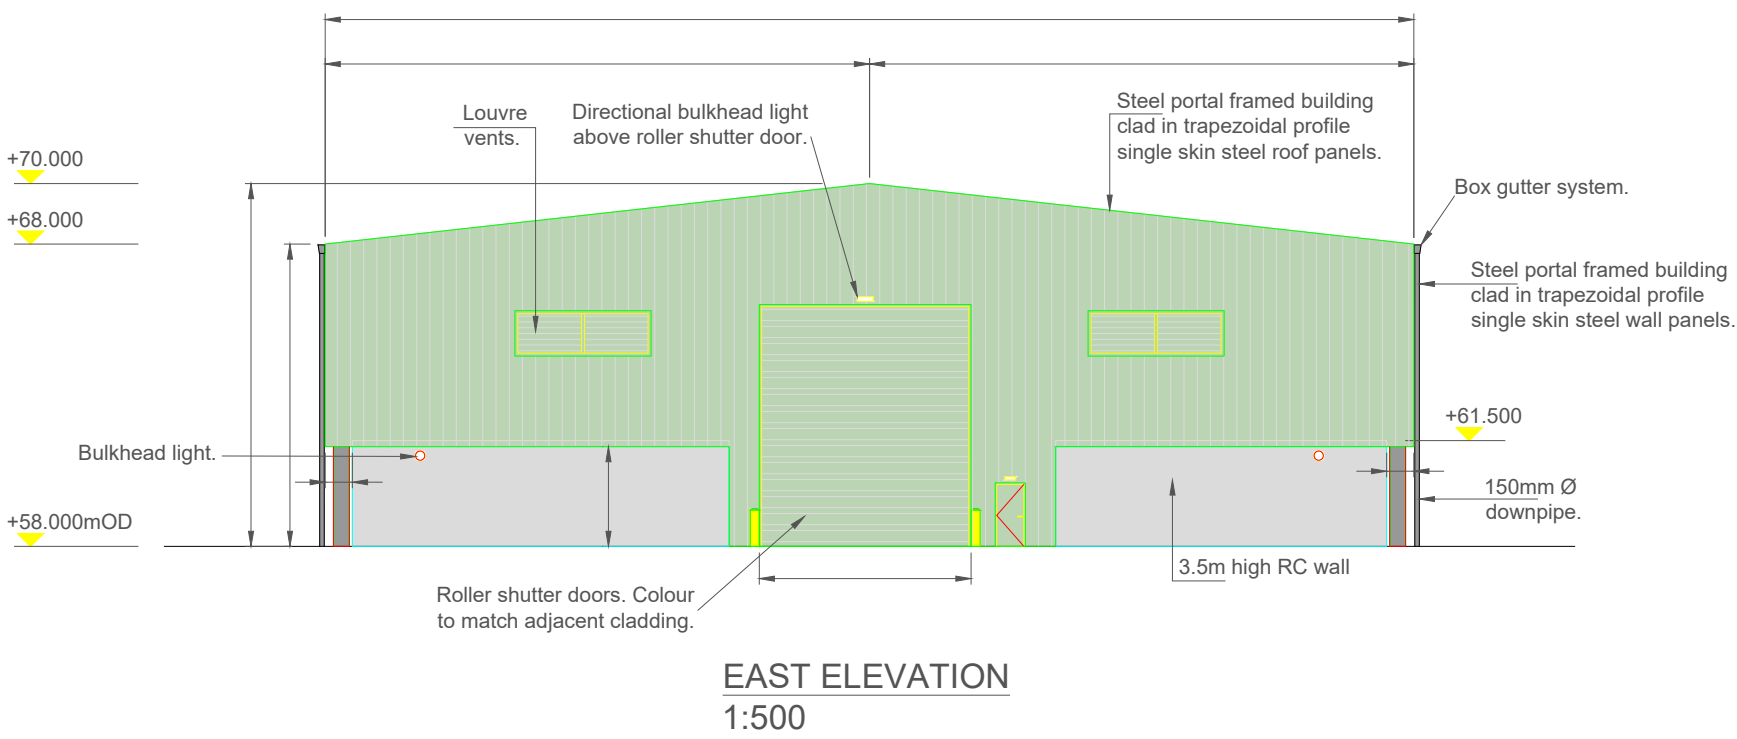 Louvre
vents.
Directional bulkhead light
above roller shutter door.
Steel portal framed building
clad in trapezoidal profile
single skin steel roof panels.
+70.000
Box gutter system.
+68.000
Steel portal framed building
clad in trapezoidal profile
single skin steel wall panels.
+61.500
Bulkhead light.
150mm Ø
downpipe.
+58.000mOD
3.5m high RC wall
Roller shutter doors. Colour
to match adjacent cladding.
EAST ELEVATION
1:500